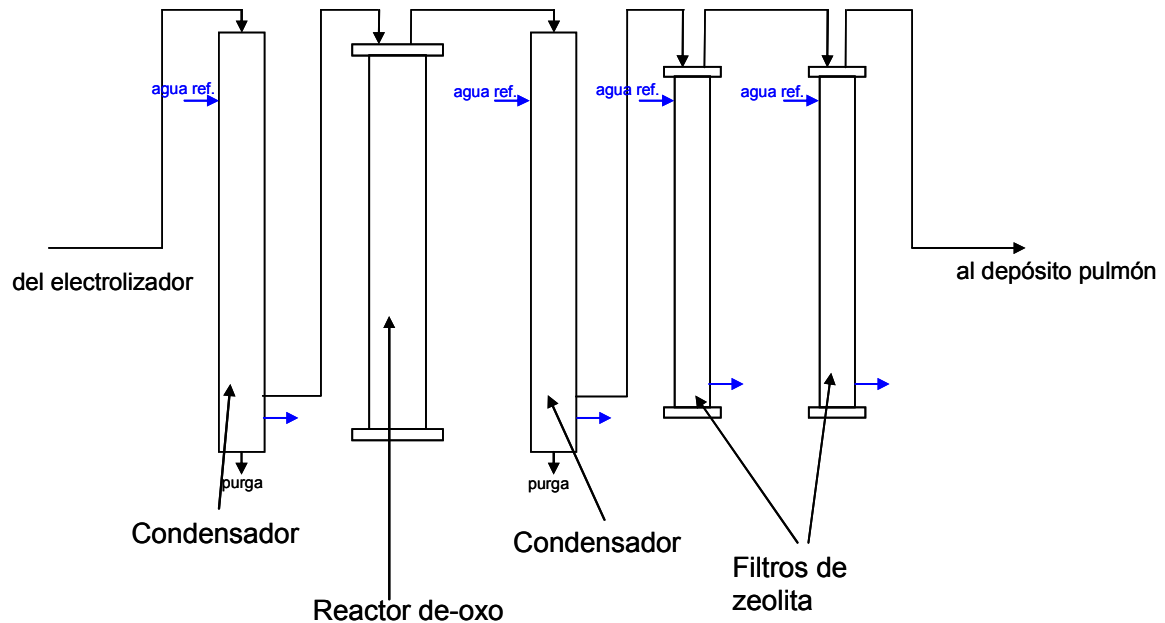 agua ref.
agua ref.
agua ref.
agua ref.
del electrolizador
al depósito pulmón
purga
purga
Condensador
Condensador
Filtros de
zeolita
Reactor de-oxo